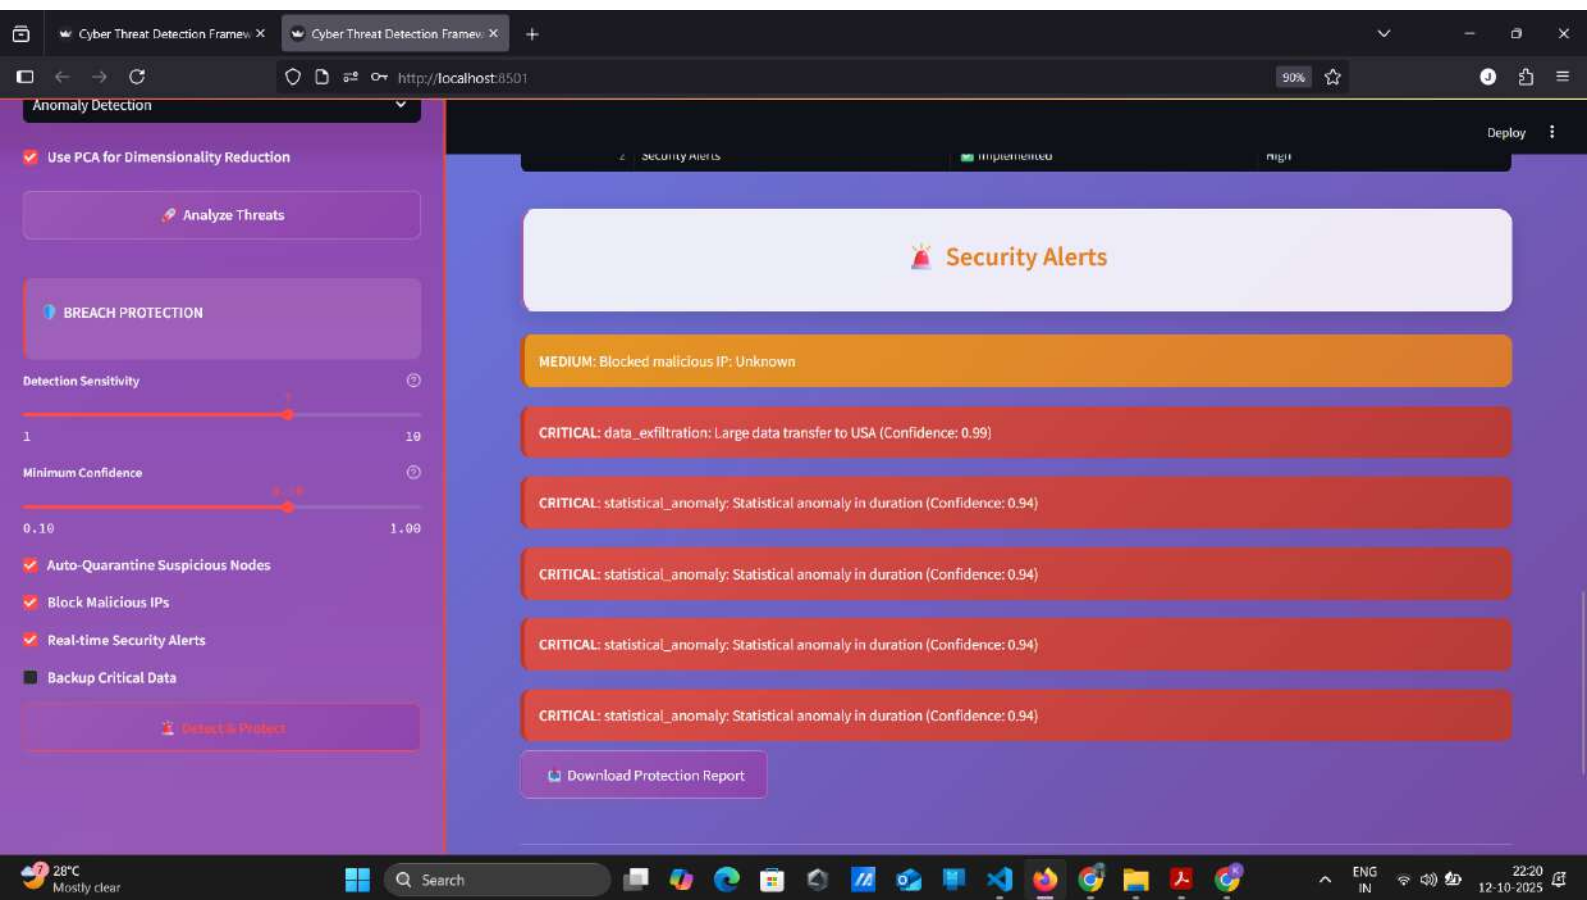 Cyber Threat Detection Framew
Cyber Threat Detection Framew
http://localhost:8501
90%
J
Anomaly Detection
Use PCA for Dimensionality Reduction
Analyze Threats
BREACH PROTECTION
Detection Sensitivity
7
1
10
Minimum Confidence
0.10
1.00
Auto-Quarantine Suspicious Nodes
Block Malicious IPs
Real-time Security Alerts
Backup Critical Data
Detect & Protect
Deploy
2 Security Alerts Implemented High
Security Alerts
MEDIUM: Blocked malicious IP: Unknown
CRITICAL: data_exfiltration: Large data transfer to USA (Confidence: 0.99)
CRITICAL: statistical_anomaly: Statistical anomaly in duration (Confidence: 0.94)
CRITICAL: statistical_anomaly: Statistical anomaly in duration (Confidence: 0.94)
CRITICAL: statistical_anomaly: Statistical anomaly in duration (Confidence: 0.94)
CRITICAL: statistical_anomaly: Statistical anomaly in duration (Confidence: 0.94)
Download Protection Report
7
28°C
Mostly clear
Search
ENG
IN
22:20
12-10-2025